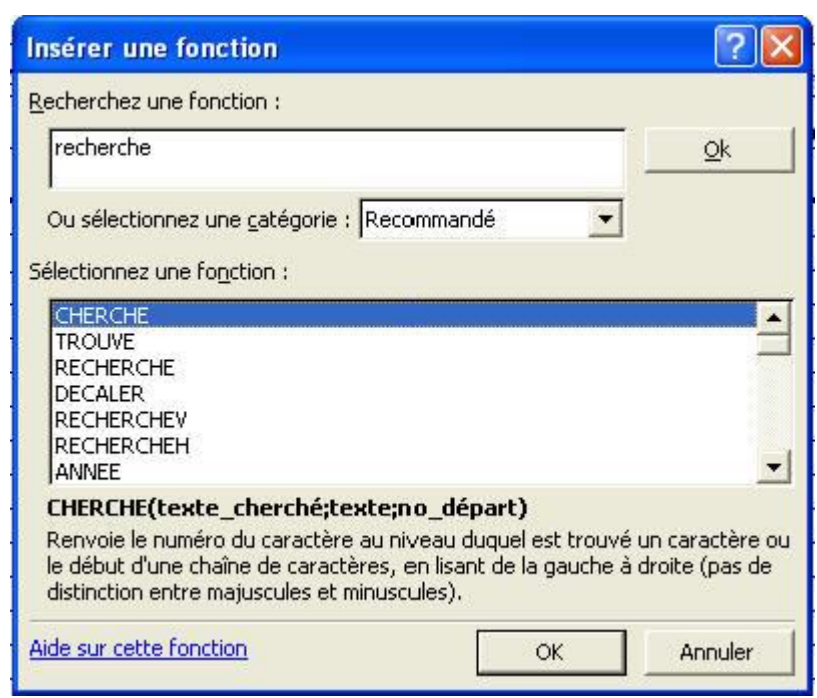 Insérer une fonction
Recherchez une fonction :
recherche
Ok
Ou sélectionnez une catégorie : Recommandé
Sélectionnez une fonction :
CHERCHE
TROUVE
RECHERCHE
DECALER
RECHERCHEV
RECHERCHEH
ANNEE
CHERCHE(texte_cherché;texte;no_départ)
Renvoie le numéro du caractère au niveau duquel est trouvé un caractère ou
le début d'une chaîne de caractères, en lisant de la gauche à droite (pas de
distinction entre majuscules et minuscules).
Aide sur cette fonction
OK
Annuler